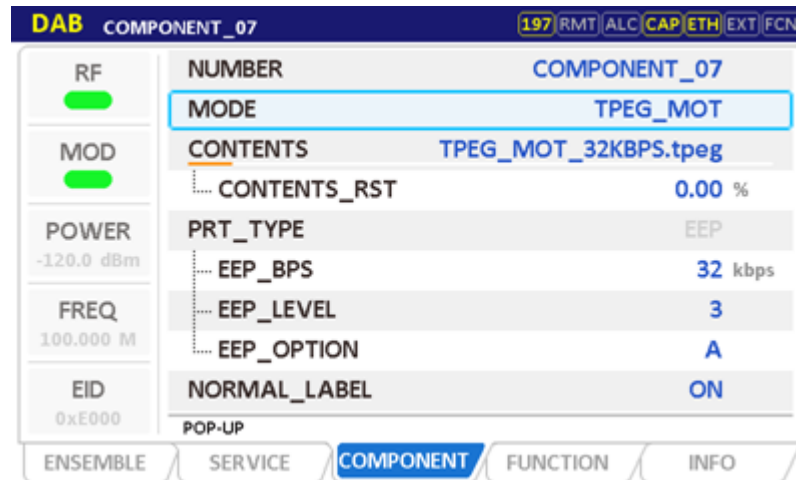 DAB COMPONENT_07 197 RMT ALC CAP ETH EXT FCN
RF
MOD
POWER
-120.0 dBm
FREQ
100.000 M
EID
0xE000
NUMBER COMPONENT_07
MODE TPEG_MOT
CONTENTS TPEG_MOT_32KBPS.tpeg
CONTENTS_RST 0.00 %
PRT_TYPE EEP
EEP_BPS 32 kbps
EEP_LEVEL 3
EEP_OPTION A
NORMAL_LABEL ON
POP-UP
ENSEMBLE SERVICE COMPONENT FUNCTION INFO